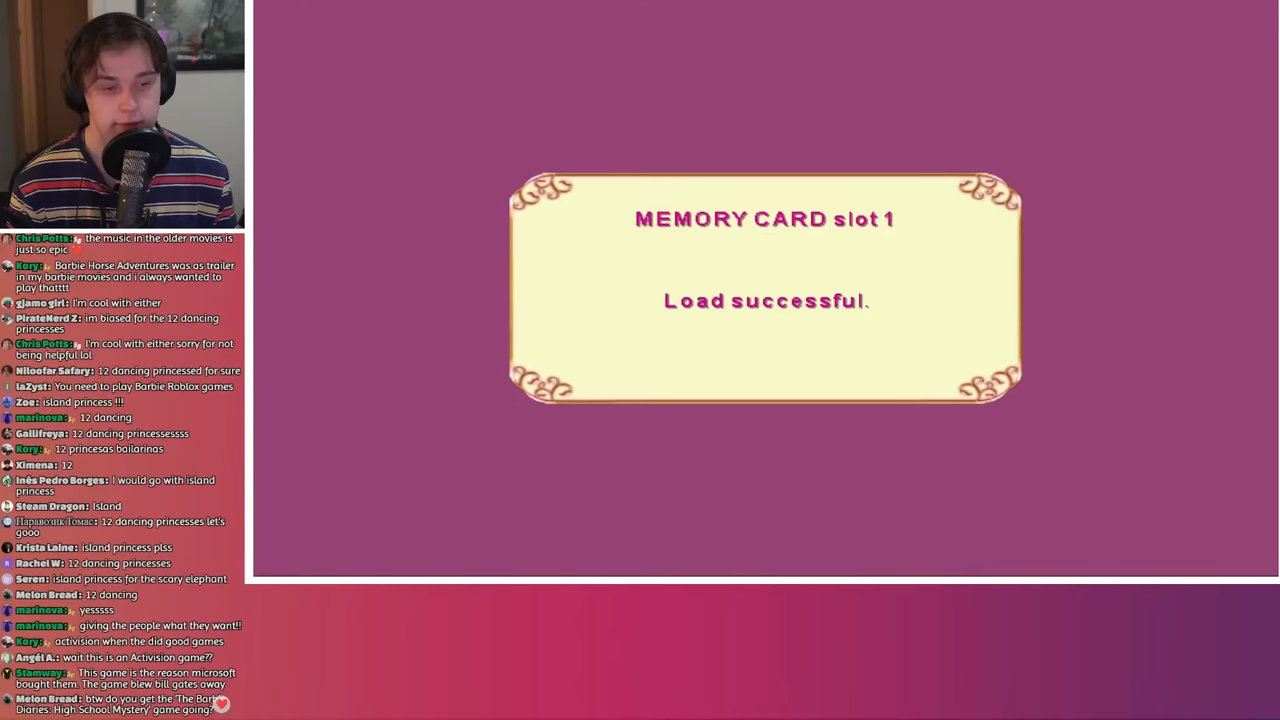 Chris Potts: the music in the older movies is
just so epic
Kory: Barbie Horse Adventures was as trailer
in my barbie movies and i always wanted to
play thatttt
gjamo girl: I'm cool with either
PirateNerd Z: im biased for the 12 dancing
princesses
Chris Potts: I'm cool with either sorry for not
being helpful lol
Niloofar Safary: 12 dancing princessed for sure
laZyst: You need to play Barbie Roblox games
Zoe: island princess !!!
marinova: 12 dancing
Gallifreya: 12 dancing princessessss
Kory: 12 princesas bailarinas
Ximena: 12
Inês Pedro Borges: I would go with island
princess
Steam Dragon: Island
Паравозик Томас: 12 dancing princesses let's
gooo
Krista Laine: island princess plss
R
Rachel W: 12 dancing princesses
Seren: island princess for the scary elephant
Melon Bread: 12 dancing
marinova: yesssss
marinova: giving the people what they want!!
Kory: activision when the did good games
Angél A.: wait this is an Activision game??
Stamway: This game is the reason microsoft
bought them. The game blew bill gates away
Melon Bread: btw do you get the 'The Barbie
Diaries: High School Mystery' game going?
MEMORY CARD slot 1
Load successful.